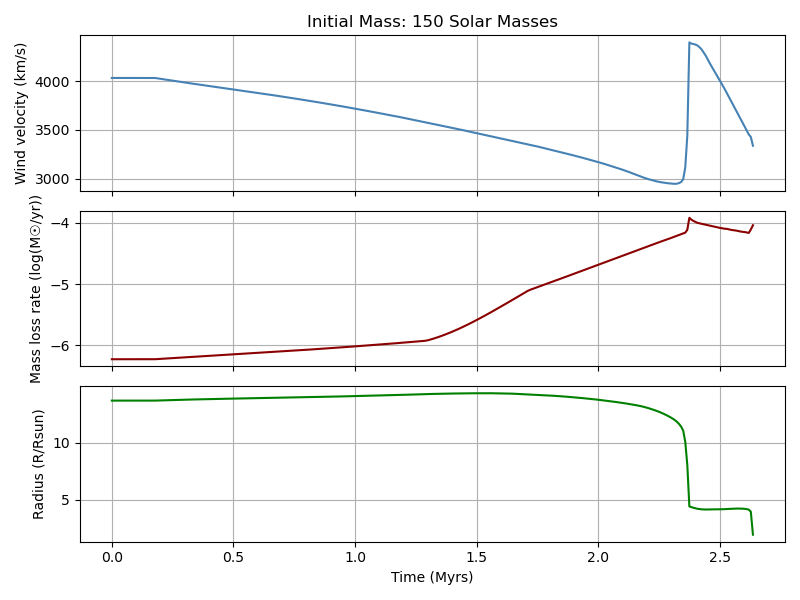 Initial Mass: 150 Solar Masses
Wind velocity (km/s)
4000
3500
3000
Mass loss rate (log(M☉/yr))
−4
−5
−6
Radius (R/Rsun)
10
5
0.0 0.5 1.0 1.5 2.0 2.5
Time (Myrs)